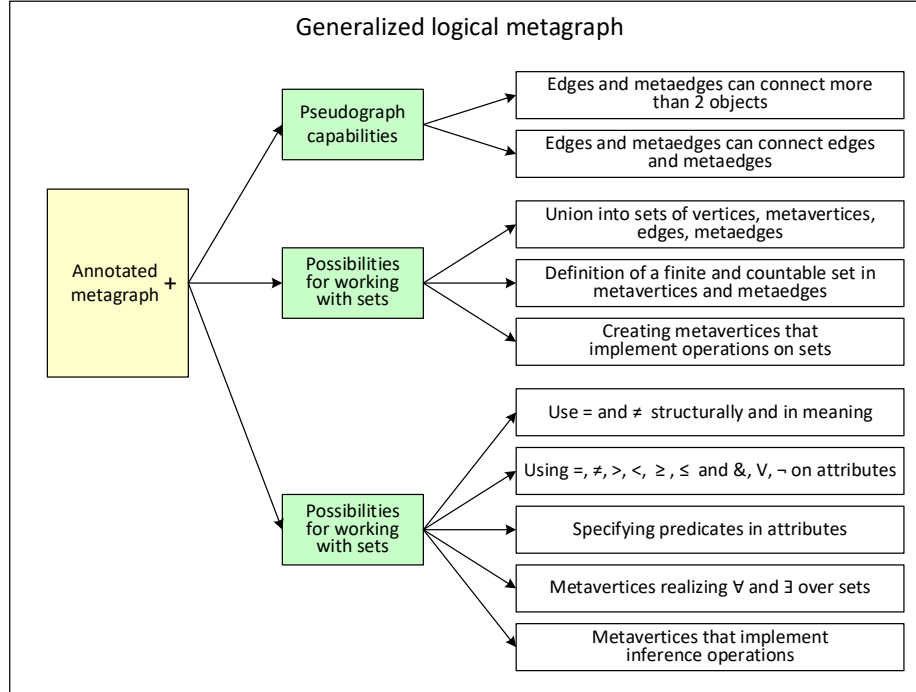 Generalized logical metagraph
Annotated
metagraph +
Pseudograph
capabilities
Edges and metaedges can connect more
than 2 objects
Edges and metaedges can connect edges
and metaedges
Possibilities
for working
with sets
Union into sets of vertices, metavertices,
edges, metaedges
Definition of a finite and countable set in
metavertices and metaedges
Creating metavertices that
implement operations on sets
Possibilities
for working
with sets
Use = and ≠ structurally and in meaning
Using =, ≠, >, <, ≥ , ≤ and &, V, ¬ on attributes
Specifying predicates in attributes
Metavertices realizing ∀ and ∃ over sets
Metavertices that implement
inference operations